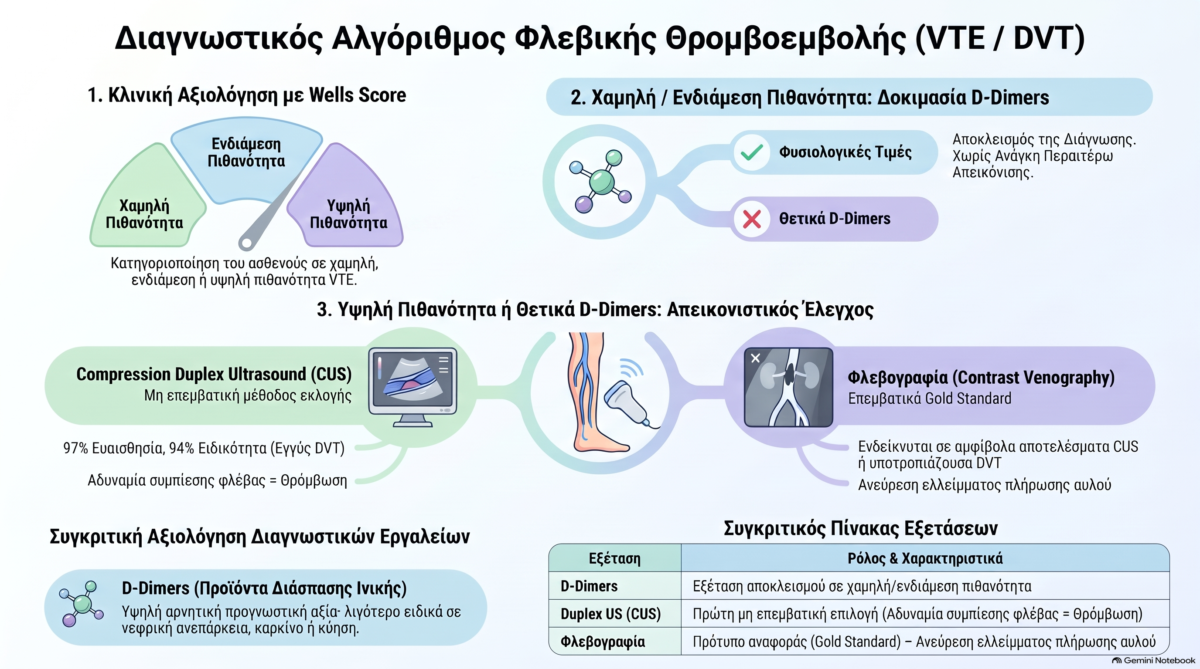 Διαγνωστικός Αλγόριθμος Φλεβικής Θρομβοεμβολής (VTE / DVT)
1. Κλινική Αξιολόγηση με Wells Score
Χαμηλή
Πιθανότητα
Ενδιάμεση
Πιθανότητα
Υψηλή
Πιθανότητα
Κατηγοριοποίηση του ασθενούς σε χαμηλή,
ενδιάμεση ή υψηλή πιθανότητα VTE.
2. Χαμηλή / Ενδιάμεση Πιθανότητα: Δοκιμασία D-Dimers
Φυσιολογικές Τιμές
Αποκλεισμός της Διάγνωσης.
Χωρίς Ανάγκη Περαιτέρω
Απεικόνισης.
Θετικά D-Dimers
3. Υψηλή Πιθανότητα ή Θετικά D-Dimers: Απεικονιστικός Έλεγχος
Compression Duplex Ultrasound (CUS)
Μη επεμβατική μέθοδος εκλογής
97% Ευαισθησία, 94% Ειδικότητα (Εγγύς DVT)
Αδυναμία συμπίεσης φλέβας = Θρόμβωση
Φλεβογραφία (Contrast Venography)
Επεμβατικά Gold Standard
Ενδείκνυται σε αμφίβολα αποτελέσματα CUS
ή υποτροπιάζουσα DVT
Ανεύρεση ελλείμματος πλήρωσης αυλού
Συγκριτική Αξιολόγηση Διαγνωστικών Εργαλείων
D-Dimers (Προϊόντα Διάσπασης Ινικής)
Υψηλή αρνητική προγνωστική αξία· λιγότερο ειδικά σε
νεφρική ανεπάρκεια, καρκίνο ή κύηση.
Συγκριτικός Πίνακας Εξετάσεων
Εξέταση Ρόλος & Χαρακτηριστικά
D-Dimers Εξέταση αποκλεισμού σε χαμηλή/ενδιάμεση πιθανότητα
Duplex US (CUS) Πρώτη μη επεμβατική επιλογή (Αδυναμία συμπίεσης φλέβας = Θρόμβωση)
Φλεβογραφία Πρότυπο αναφοράς (Gold Standard) – Ανεύρεση ελλείμματος πλήρωσης αυλού
Gemini Notebook